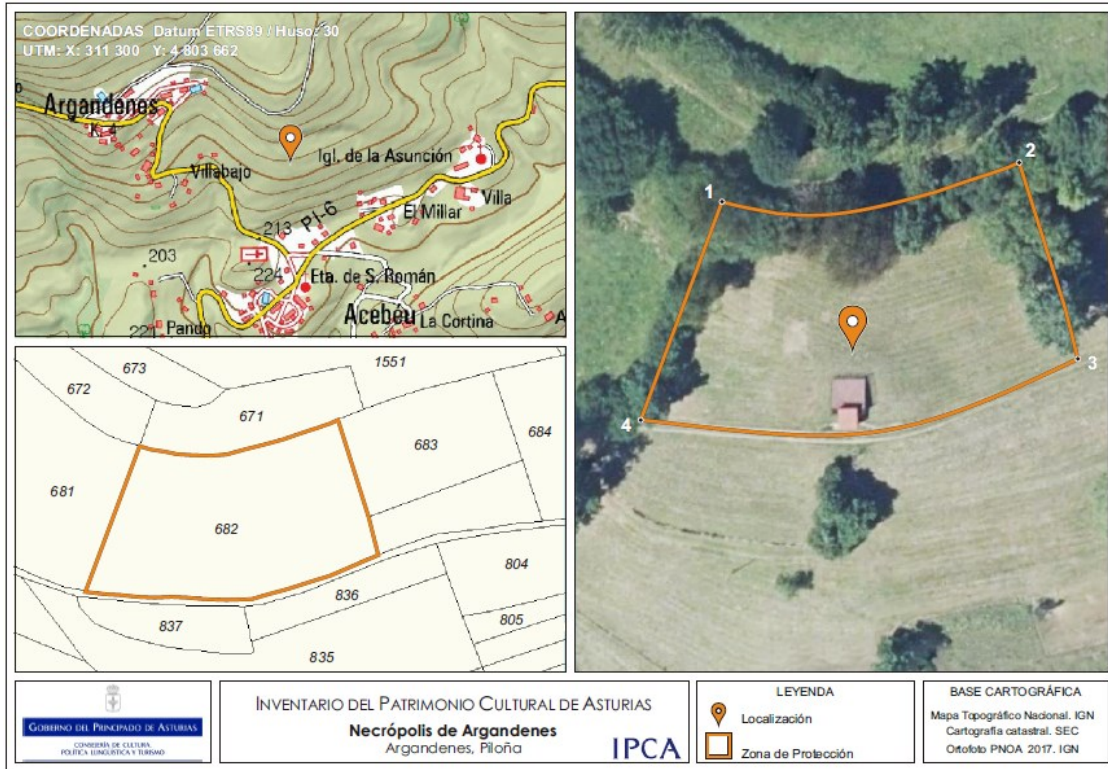 COORDENADAS Datum ETRS89 / Huso: 30
UTM: X: 311 300 Y: 4 803 662
Argandenes
K. 4
Villabajo
Igl. de la Asunción
Villa
El Millar
PI-6
213
203
224
Eta. de S. Román
Acebéu
La Cortina
Pando
221
A
1
2
3
4
673
672
671
1551
684
683
681
682
804
836
805
837
835
GOBIERNO DEL PRINCIPADO DE ASTURIAS
CONSEJERÍA DE CULTURA,
POLÍTICA LLINGÜÍSTICA Y TURISMO
INVENTARIO DEL PATRIMONIO CULTURAL DE ASTURIAS
Necrópolis de Argandenes
Argandenes, Piloña
IPCA
LEYENDA
Localización
Zona de Protección
BASE CARTOGRÁFICA
Mapa Topográfico Nacional. IGN
Cartografía catastral. SEC
Ortofoto PNOA 2017. IGN